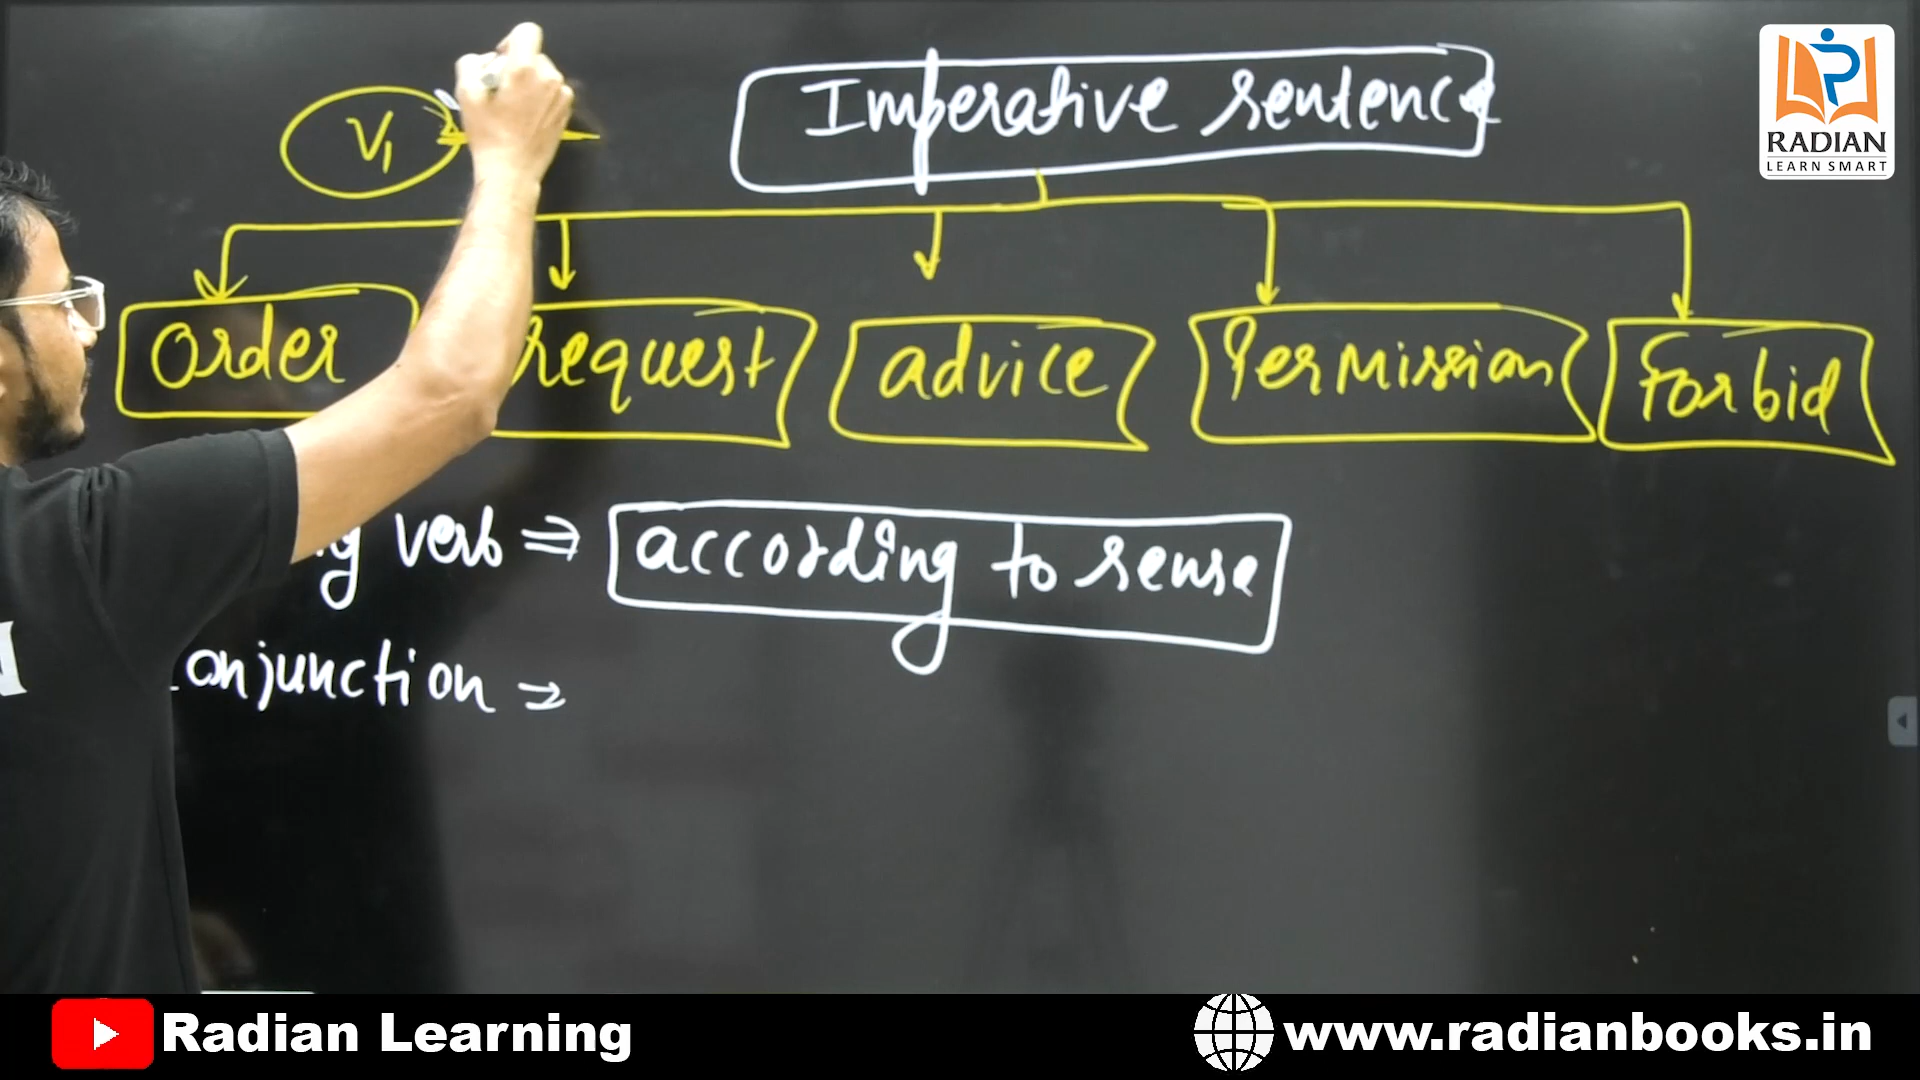 V₁
Imperative sentence
RADIAN
LEARN SMART
order request advice Permission forbid
verb ⇒ according to sense
onjunction ⇒
Radian Learning
www.radianbooks.in